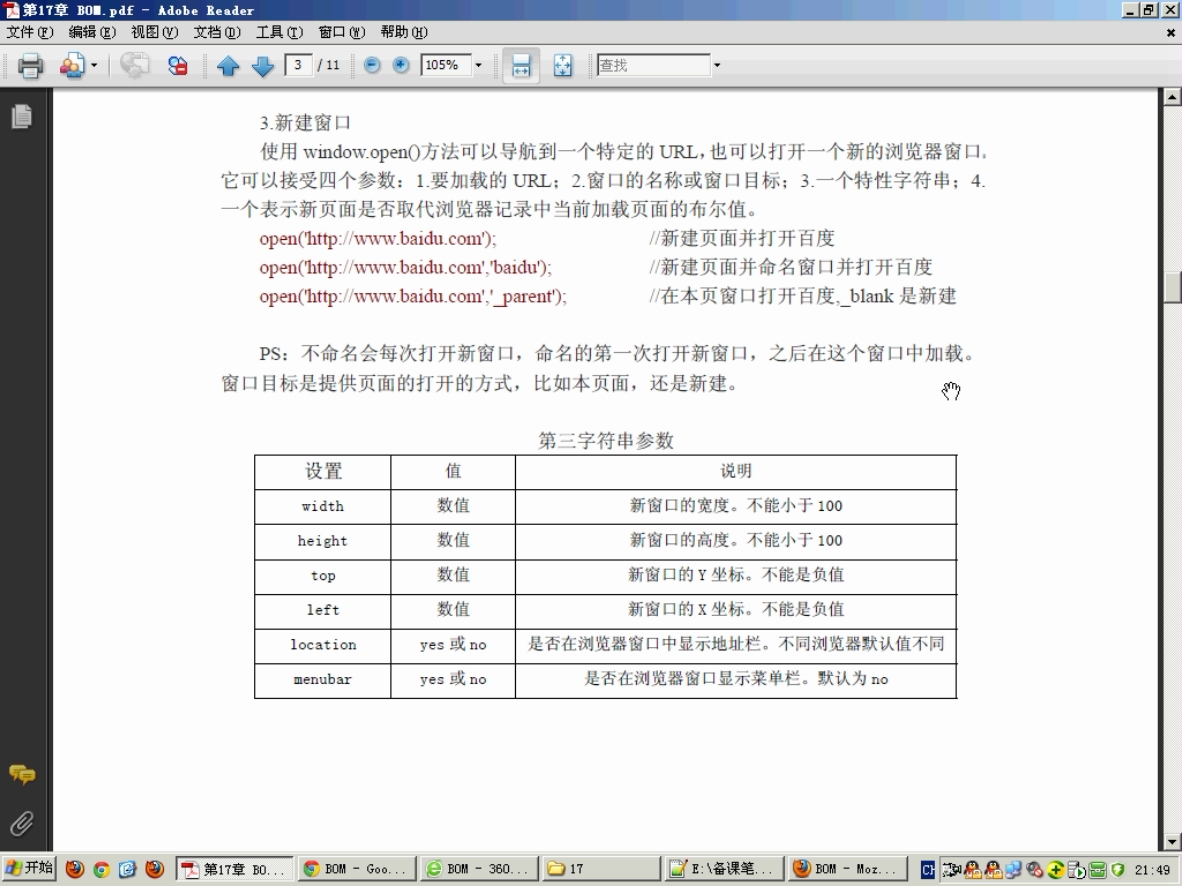 第17章 BOM.pdf - Adobe Reader
文件(F) 编辑(E) 视图(V) 文档(D) 工具(T) 窗口(W) 帮助(H)
3 / 11 105% 查找
3.新建窗口
使用 window.open()方法可以导航到一个特定的 URL，也可以打开一个新的浏览器窗口。
它可以接受四个参数：1.要加载的 URL；2.窗口的名称或窗口目标；3.一个特性字符串；4.
一个表示新页面是否取代浏览器记录中当前加载页面的布尔值。
open('http://www.baidu.com'); //新建页面并打开百度
open('http://www.baidu.com','baidu'); //新建页面并命名窗口并打开百度
open('http://www.baidu.com','_parent'); //在本页窗口打开百度,_blank 是新建
PS：不命名会每次打开新窗口，命名的第一次打开新窗口，之后在这个窗口中加载。
窗口目标是提供页面的打开的方式，比如本页面，还是新建。
第三字符串参数
设置 值 说明
width 数值 新窗口的宽度。不能小于 100
height 数值 新窗口的高度。不能小于 100
top 数值 新窗口的 Y 坐标。不能是负值
left 数值 新窗口的 X 坐标。不能是负值
location yes 或 no 是否在浏览器窗口中显示地址栏。不同浏览器默认值不同
menubar yes 或 no 是否在浏览器窗口显示菜单栏。默认为 no
开始 第17章 BO... BOM - Goo... BOM - 360... 17 E:\备课笔... BOM - Moz... CH 21:49